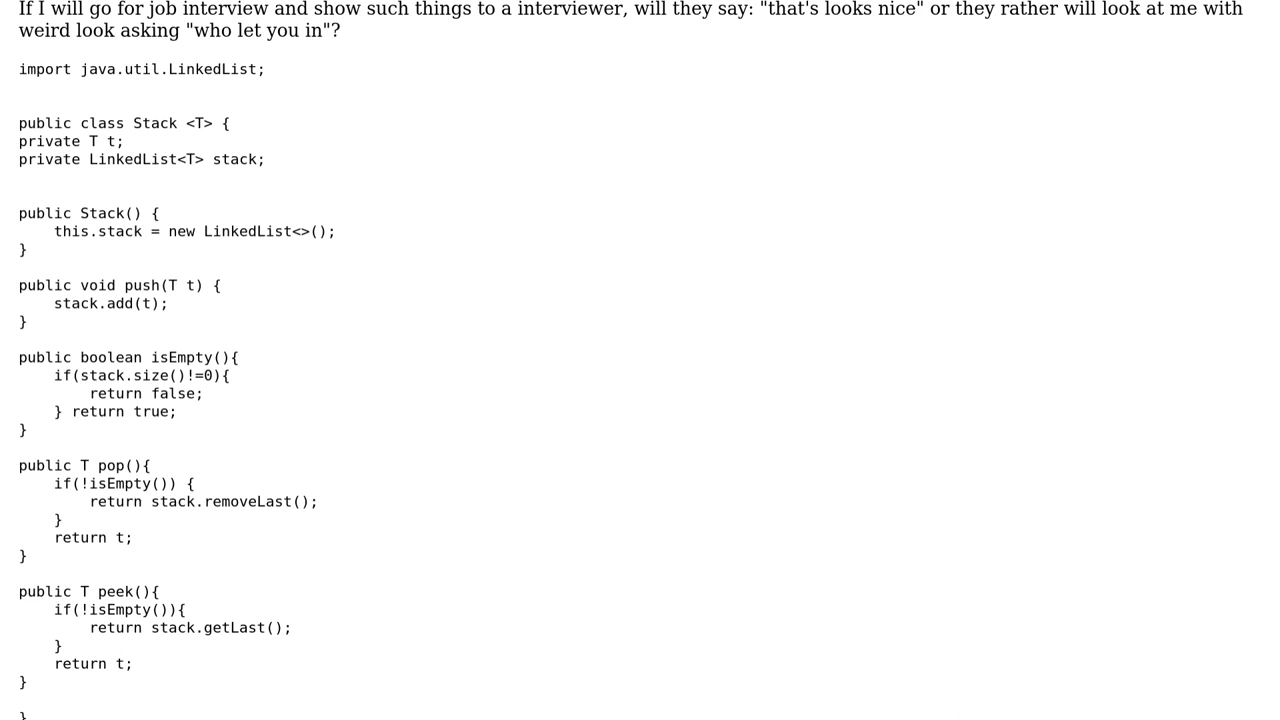 If I will go for job interview and show such things to a interviewer, will they say: "that's looks nice" or they rather will look at me with
weird look asking "who let you in"?
import java.util.LinkedList;
public class Stack <T> {
private T t;
private LinkedList<T> stack;
public Stack() {
    this.stack = new LinkedList<>();
}
public void push(T t) {
    stack.add(t);
}
public boolean isEmpty(){
    if(stack.size()!=0){
        return false;
    } return true;
}
public T pop(){
    if(!isEmpty()) {
        return stack.removeLast();
    }
    return t;
}
public T peek(){
    if(!isEmpty()){
        return stack.getLast();
    }
    return t;
}
}